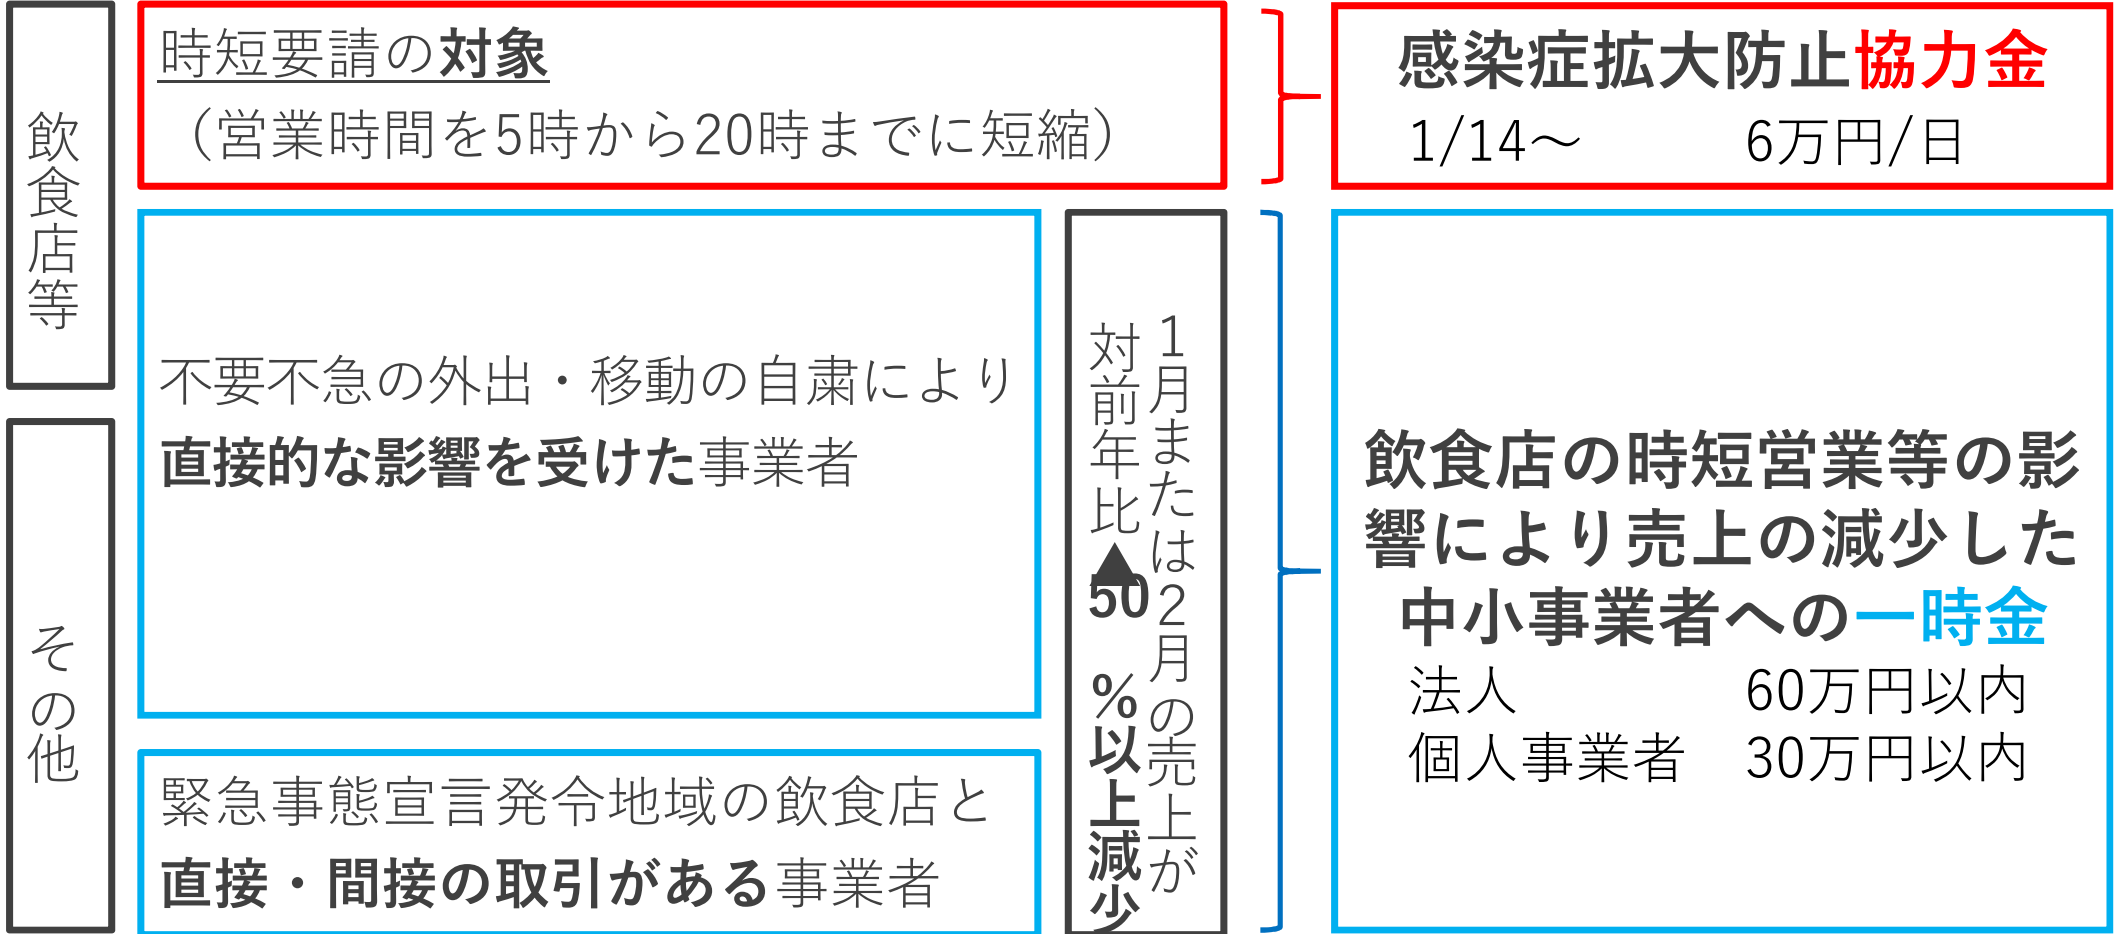 飲食店等
時短要請の対象
（営業時間を5時から20時までに短縮）
感染症拡大防止協力金
1/14～　6万円/日
その他
不要不急の外出・移動の自粛により
直接的な影響を受けた事業者
緊急事態宣言発令地域の飲食店と
直接・間接の取引がある事業者
1月または2月の売上が
対前年比▲50％以上減少
飲食店の時短営業等の影
響により売上の減少した
中小事業者への一時金
法人　60万円以内
個人事業者　30万円以内